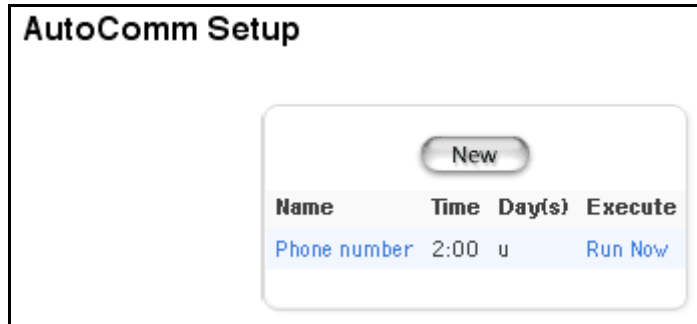 AutoComm Setup
New
Name Time Day(s) Execute
Phone number 2:00 u Run Now